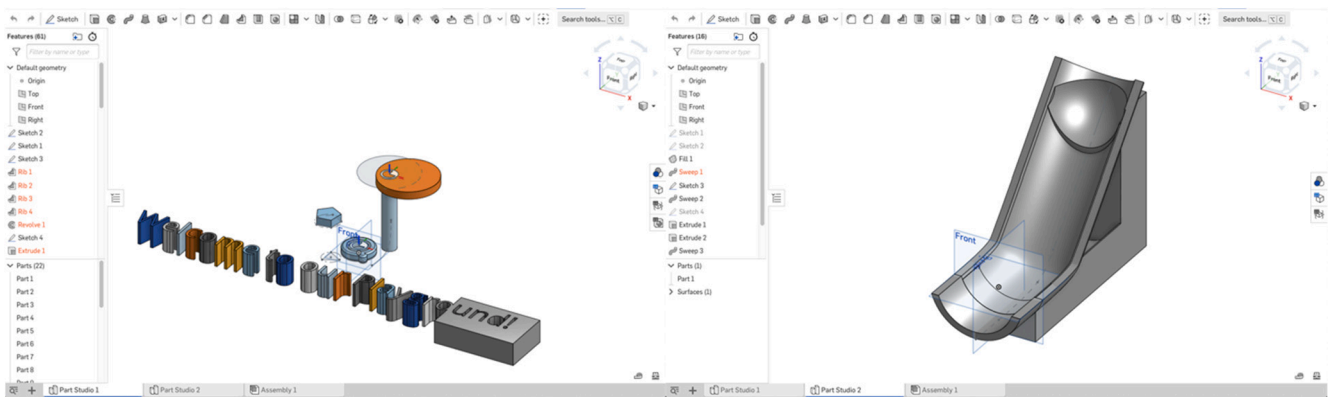 Sketch
Search tools...
Features (61)
Filter by name or type
Default geometry
Origin
Top
Front
Right
Sketch 2
Sketch 1
Sketch 3
Rib 1
Rib 2
Rib 3
Rib 4
Revolve 1
Sketch 4
Extrude 1
Parts (22)
Part 1
Part 2
Part 3
Part 4
Part 5
Part 6
Part 7
Part 8
Z
Front
X
Front
und!
Part Studio 1
Part Studio 2
Assembly 1
Sketch
Search tools...
Features (16)
Filter by name or type
Default geometry
Origin
Top
Front
Right
Sketch 1
Sketch 2
Fill 1
Sweep 1
Sketch 3
Sweep 2
Sketch 4
Extrude 1
Extrude 2
Sweep 3
Parts (1)
Part 1
Surfaces (1)
Z
Front
X
Front
Part Studio 1
Part Studio 2
Assembly 1